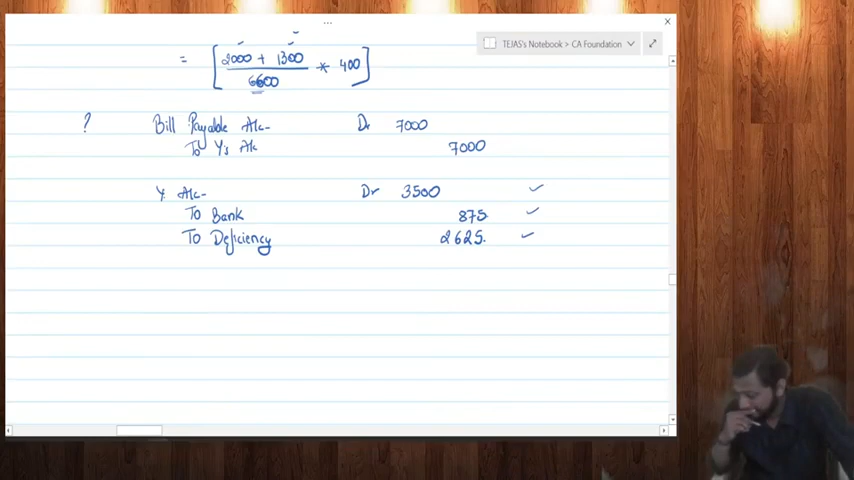 ...
TEJAS's Notebook > CA Foundation
= [ 2000 + 1300 / 6600 * 400 ]
? Bill Payable A/c- Dr 7000
To Y's A/c 7000
Y A/c- Dr 3500 ✓
To Bank 875 ✓
To Deficiency 2625. ✓